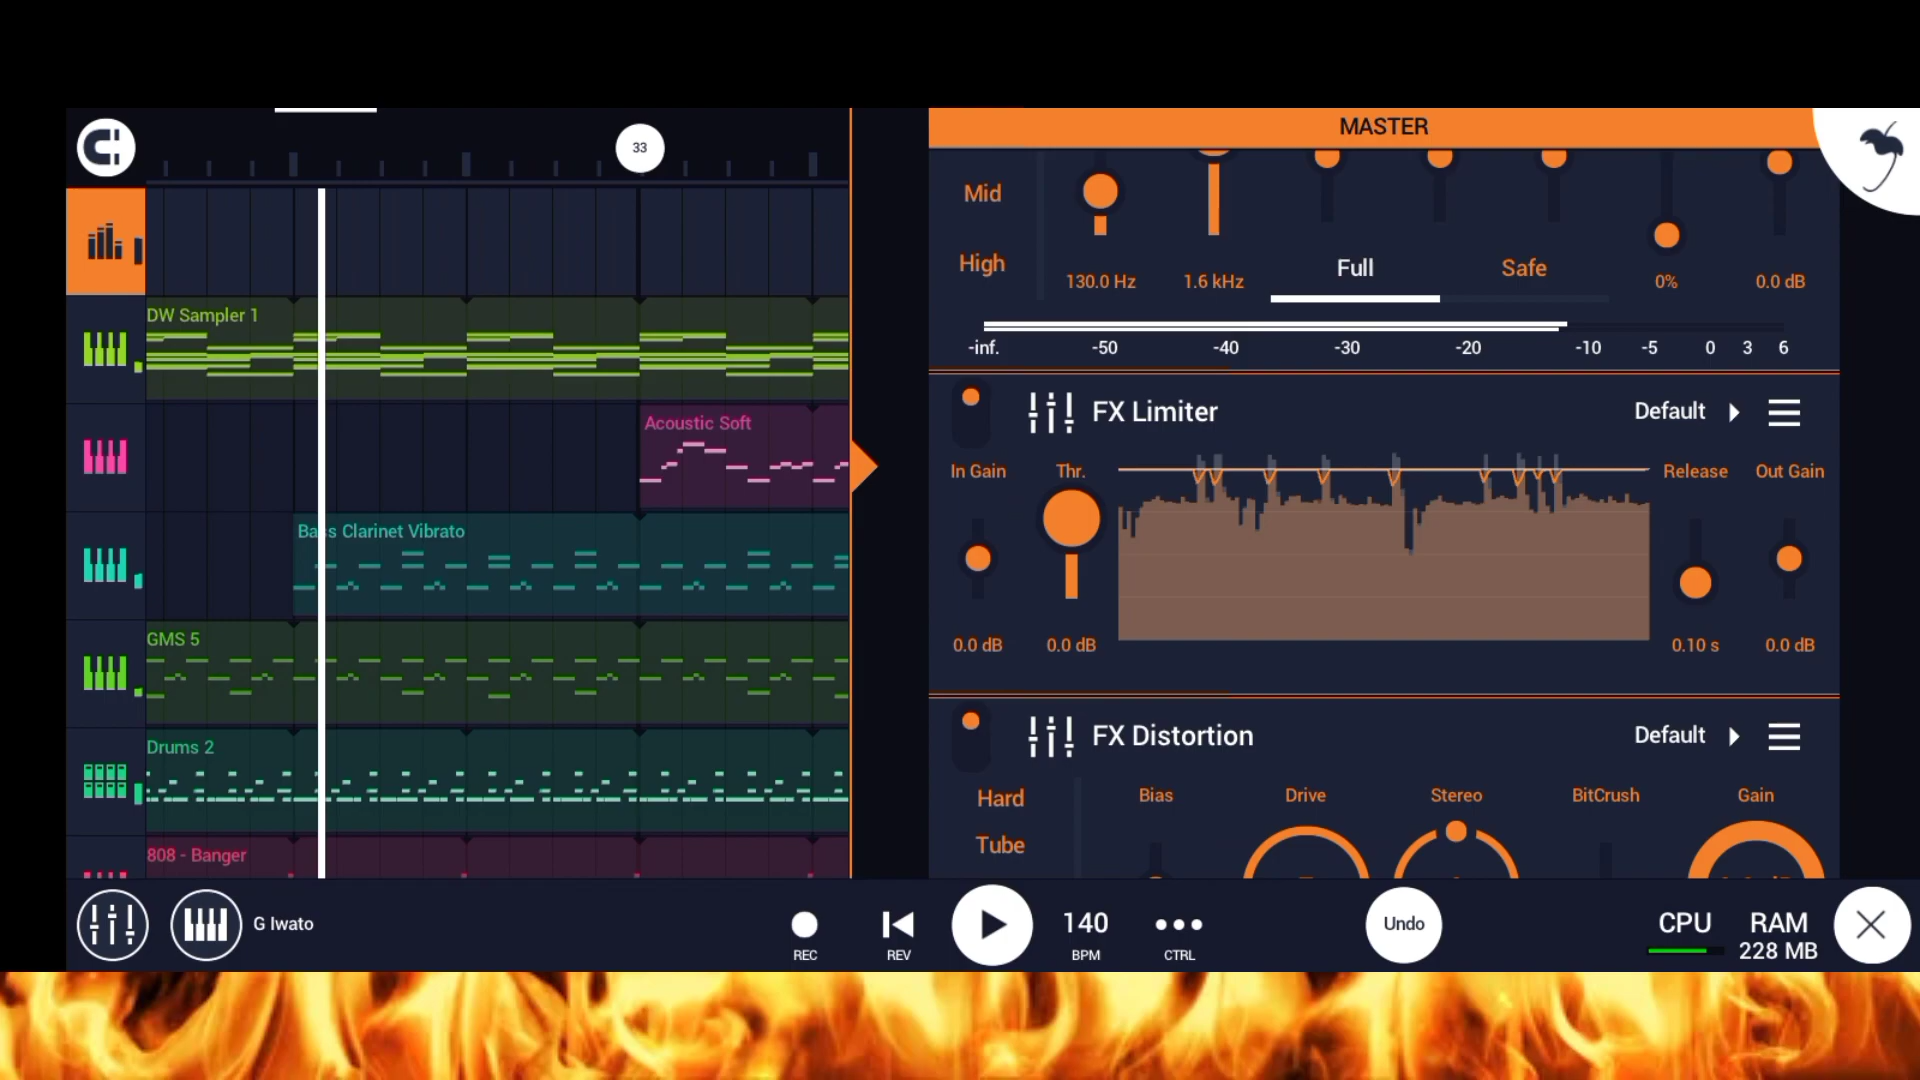 33
MASTER
Mid
High
130.0 Hz
1.6 kHz
Full
Safe
0%
0.0 dB
-inf.
-50
-40
-30
-20
-10
-5
0
3
6
DW Sampler 1
Acoustic Soft
Bass Clarinet Vibrato
GMS 5
Drums 2
808 - Banger
FX Limiter
Default
In Gain
Thr.
Release
Out Gain
0.0 dB
0.0 dB
0.10 s
0.0 dB
FX Distortion
Default
Hard
Tube
Bias
Drive
Stereo
BitCrush
Gain
G Iwato
REC
REV
140
BPM
CTRL
Undo
CPU
RAM
228 MB